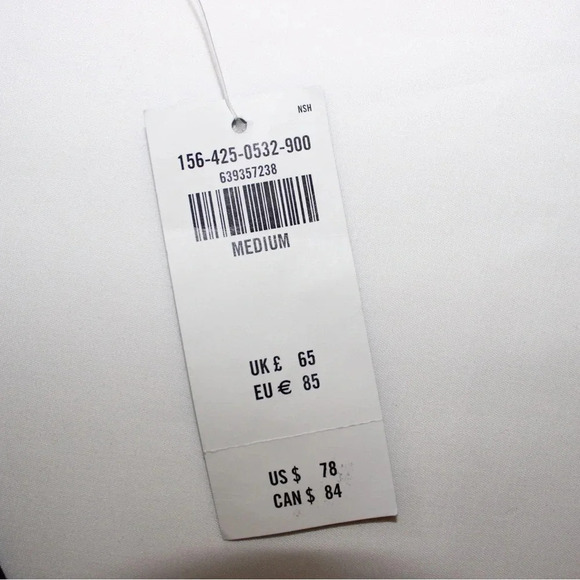 NSH
156-425-0532-900
639357238
MEDIUM
UK £ 65
EU € 85
US $ 78
CAN $ 84